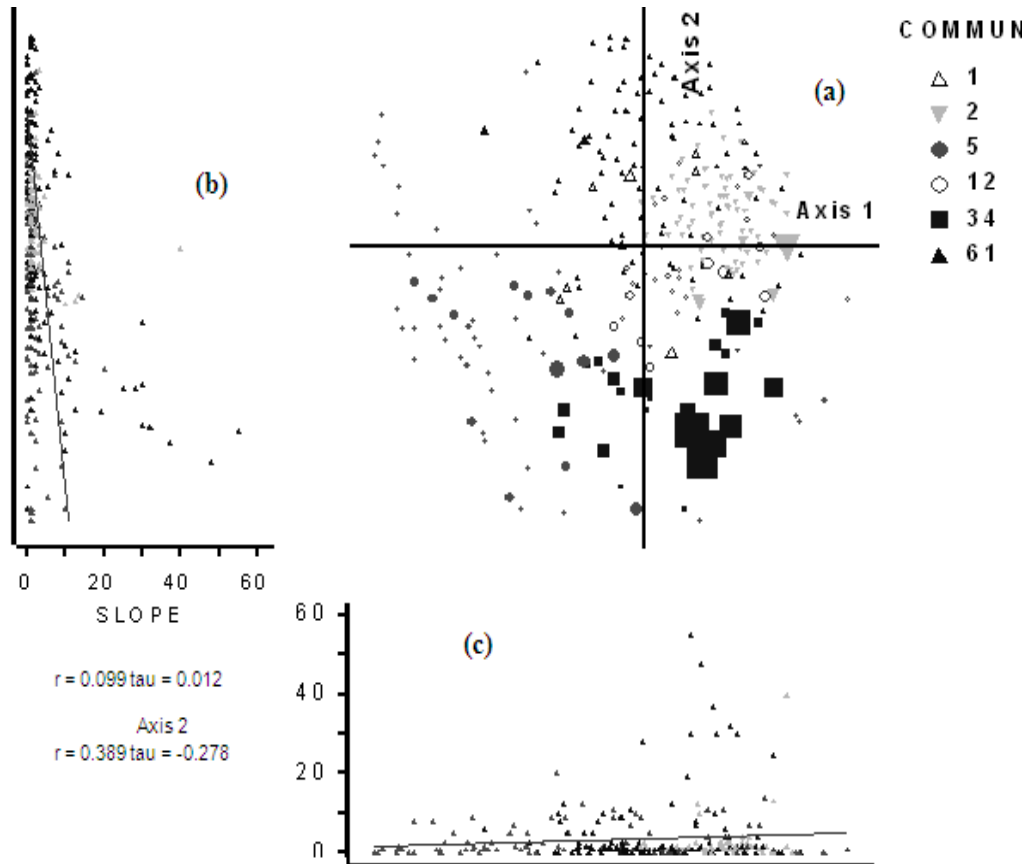 Axis 2
COMMUN
1
2
5
12
34
61
(a)
(b)
Axis 1
0 20 40 60
SLOPE
r = 0.099 tau = 0.012
Axis 2
r = 0.389 tau = -0.278
60
40
20
0
(c)